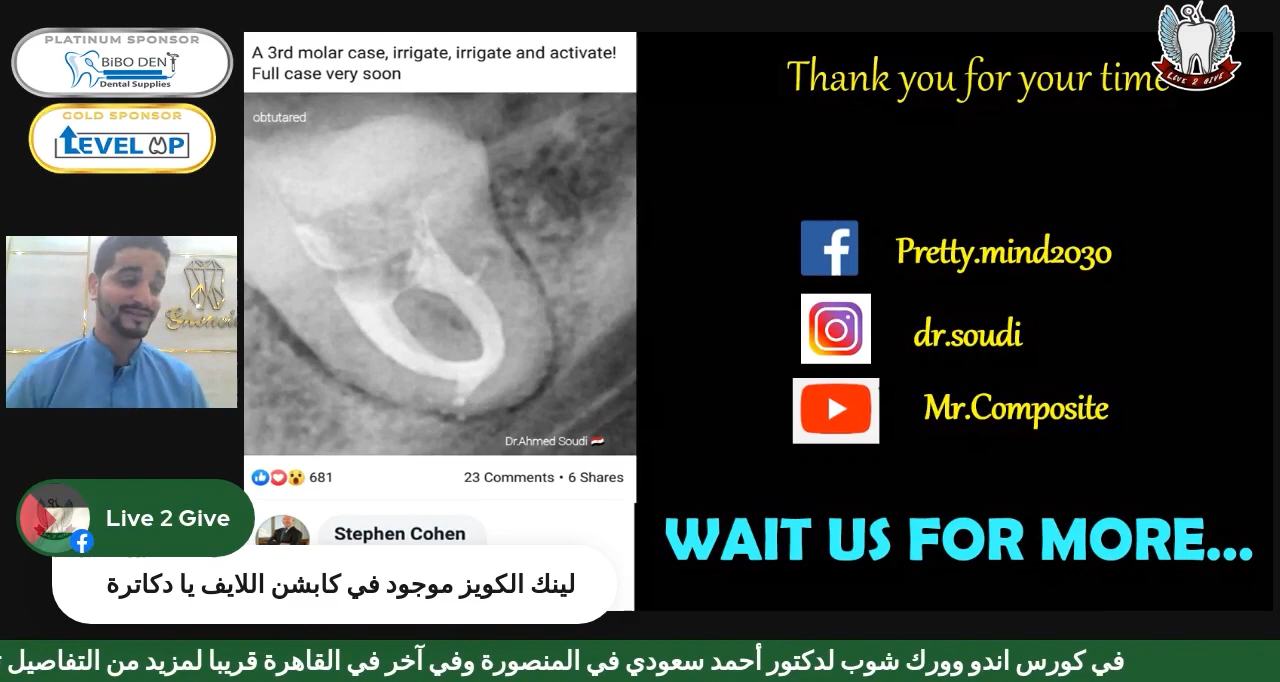 PLATINUM SPONSOR
BiBO DENT
Dental Supplies
GOLD SPONSOR
LEVEL UP
A 3rd molar case, irrigate, irrigate and activate!
Full case very soon
obtutared
Dr.Ahmed Soudi
681
23 Comments • 6 Shares
Stephen Cohen
Thank you for your time
LIVE 2 GIVE
Pretty.mind2030
dr.soudi
Mr.Composite
WAIT US FOR MORE...
Live 2 Give
لينك الكويز موجود في كابشن اللايف يا دكاترة
في كورس اندو وورك شوب لدكتور أحمد سعودي في المنصورة وفي آخر في القاهرة قريبا لمزيد من التفاصيل